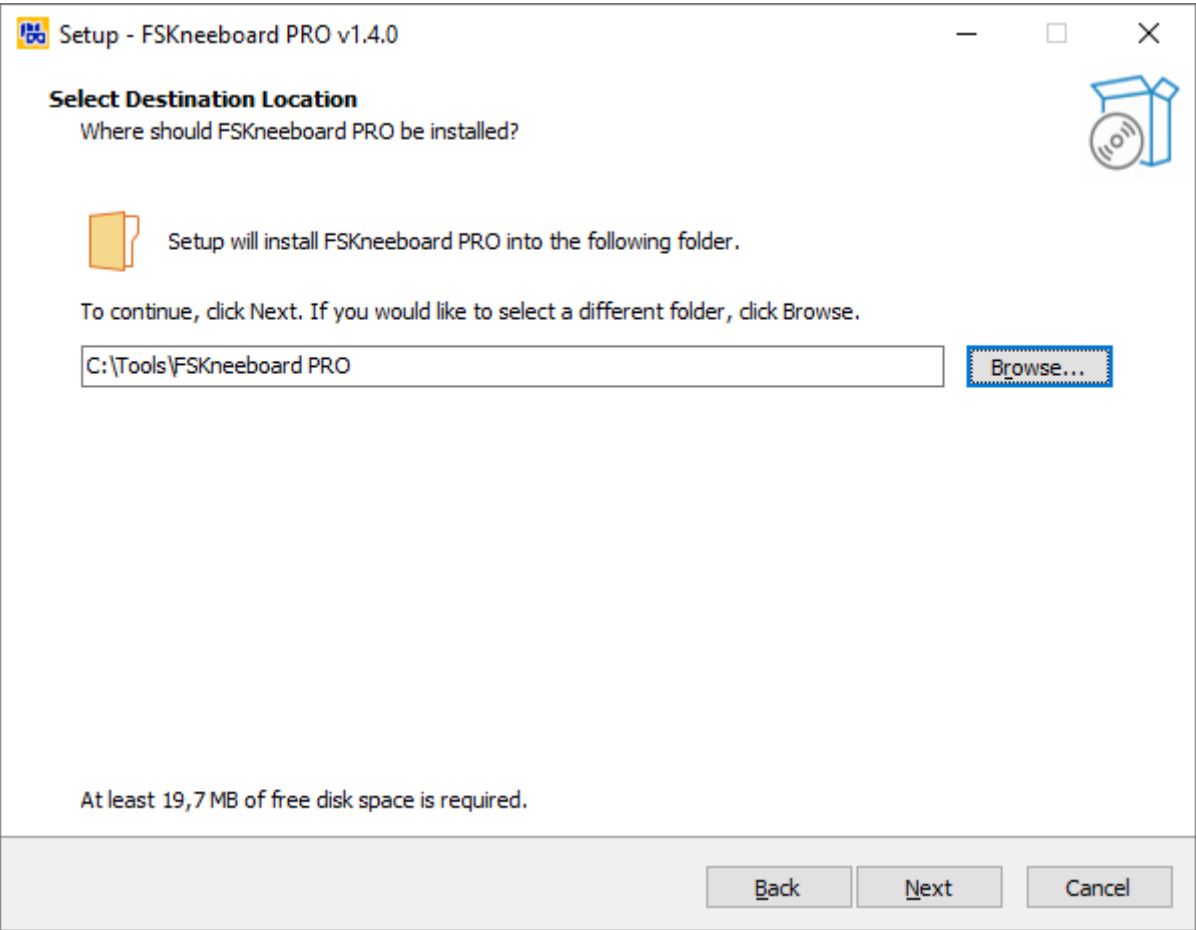 Setup - FSKneeboard PRO v1.4.0
Select Destination Location
Where should FSKneeboard PRO be installed?
Setup will install FSKneeboard PRO into the following folder.
To continue, click Next. If you would like to select a different folder, click Browse.
C:\Tools\FSKneeboard PRO
Browse...
At least 19,7 MB of free disk space is required.
Back
Next
Cancel